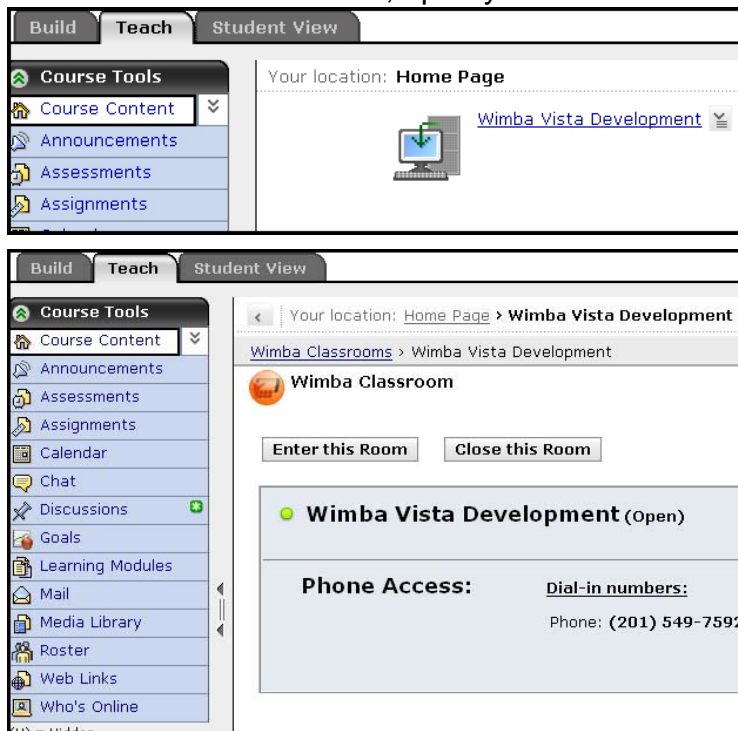 Build Teach Student View
Course Tools
Your location: Home Page
Course Content
Wimba Vista Development
Announcements
Assessments
Assignments
Build Teach Student View
Course Tools
Your location: Home Page › Wimba Vista Development
Course Content
Wimba Classrooms › Wimba Vista Development
Announcements
Wimba Classroom
Assessments
Assignments
Enter this Room Close this Room
Calendar
Chat
Discussions
Wimba Vista Development (Open)
Goals
Learning Modules
Phone Access: Dial-in numbers:
Mail
Media Library
Phone: (201) 549-7592
Roster
Web Links
Who's Online